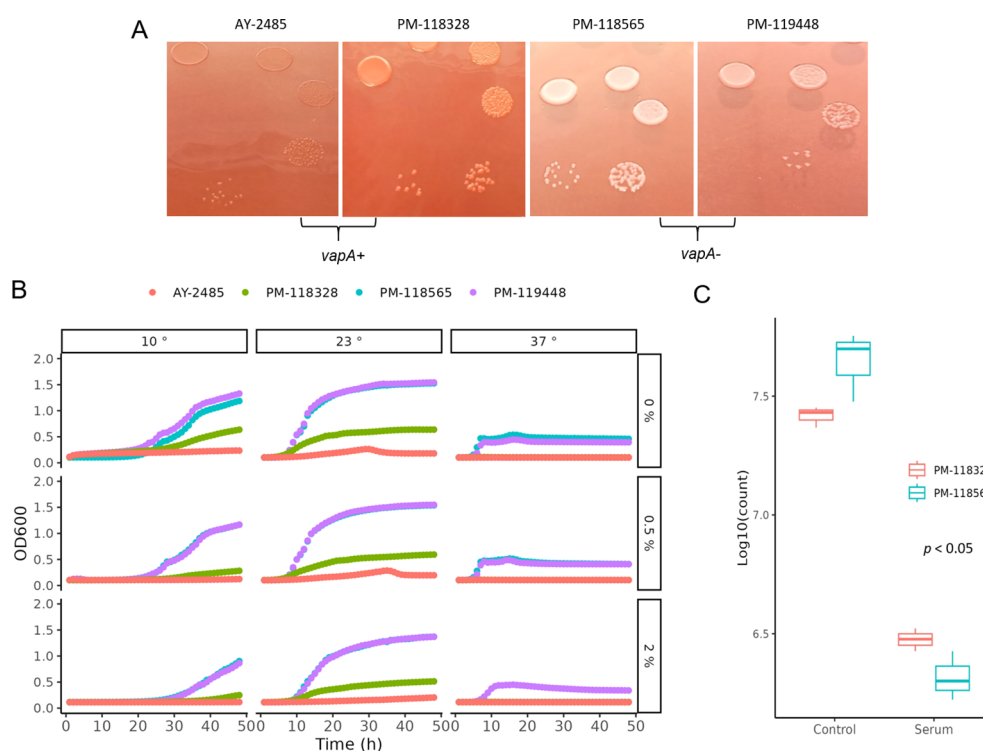 A
AY-2485 PM-118328 PM-118565 PM-119448
vapA+ vapA-
B
AY-2485 PM-118328 PM-118565 PM-119448
10 ° 23 ° 37 °
2.0
1.5
1.0
0.5
0.0
0 %
2.0
1.5
1.0
0.5
0.0
0.5 %
2.0
1.5
1.0
0.5
0.0
2 %
OD600
0 10 20 30 40 50 0 10 20 30 40 50 0 10 20 30 40 50
Time (h)
C
7.5
7.0
6.5
Log10(count)
PM-11832
PM-11856
p < 0.05
Control Serum